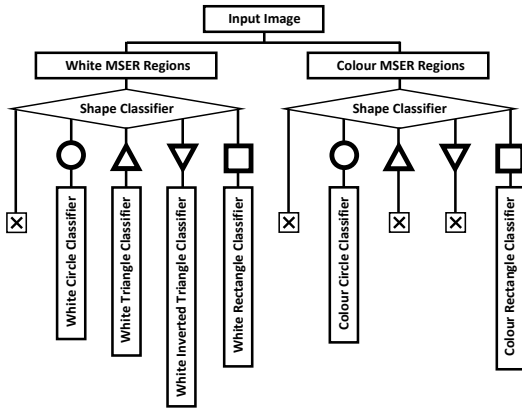 Input Image
White MSER Regions
Colour MSER Regions
Shape Classifier
Shape Classifier
White Circle Classifier
White Triangle Classifier
White Inverted Triangle Classifier
White Rectangle Classifier
Colour Circle Classifier
Colour Rectangle Classifier